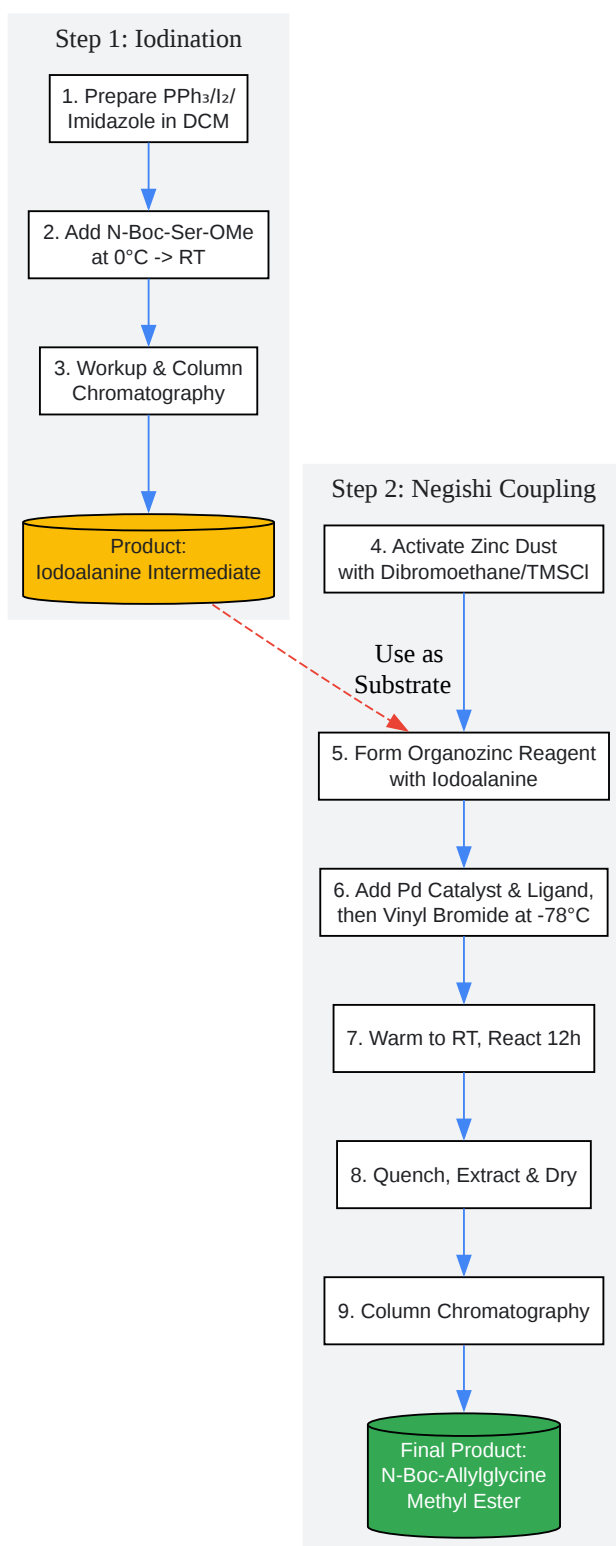 Step 1: Iodination
1. Prepare PPh₃/I₂/
Imidazole in DCM
2. Add N-Boc-Ser-OMe
at 0°C -> RT
3. Workup & Column
Chromatography
Product:
Iodoalanine Intermediate
Step 2: Negishi Coupling
4. Activate Zinc Dust
with Dibromoethane/TMSCl
Use as
Substrate
5. Form Organozinc Reagent
with Iodoalanine
6. Add Pd Catalyst & Ligand,
then Vinyl Bromide at -78°C
7. Warm to RT, React 12h
8. Quench, Extract & Dry
9. Column Chromatography
Final Product:
N-Boc-Allylglycine
Methyl Ester